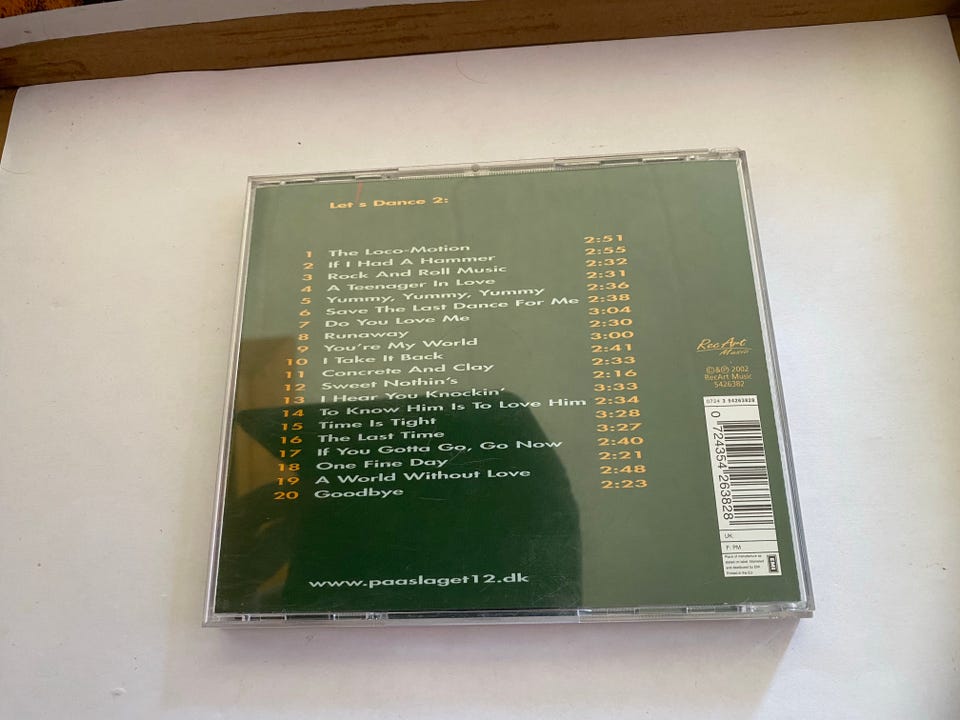 Let s Dance 2:
1 The Loco-Motion 2:51
2 If I Had A Hammer 2:55
3 Rock And Roll Music 2:32
4 A Teenager In Love 2:31
5 Yummy, Yummy, Yummy 2:36
6 Save The Last Dance For Me 2:38
7 Do You Love Me 3:04
8 Runaway 2:30
9 You're My World 3:00
10 I Take It Back 2:41
11 Concrete And Clay 2:33
12 Sweet Nothin's 2:16
13 I Hear You Knockin' 3:33
14 To Know Him Is To Love Him 2:34
15 Time Is Tight 3:28
16 The Last Time 3:27
17 If You Gotta Go, Go Now 2:40
18 One Fine Day 2:21
19 A World Without Love 2:48
20 Goodbye 2:23
www.paaslaget12.dk
RecArt
Music
©&℗ 2002
RecArt Music
5426382
0724 3 54263828
0 724354 263828
UK:
F: PM
EMI